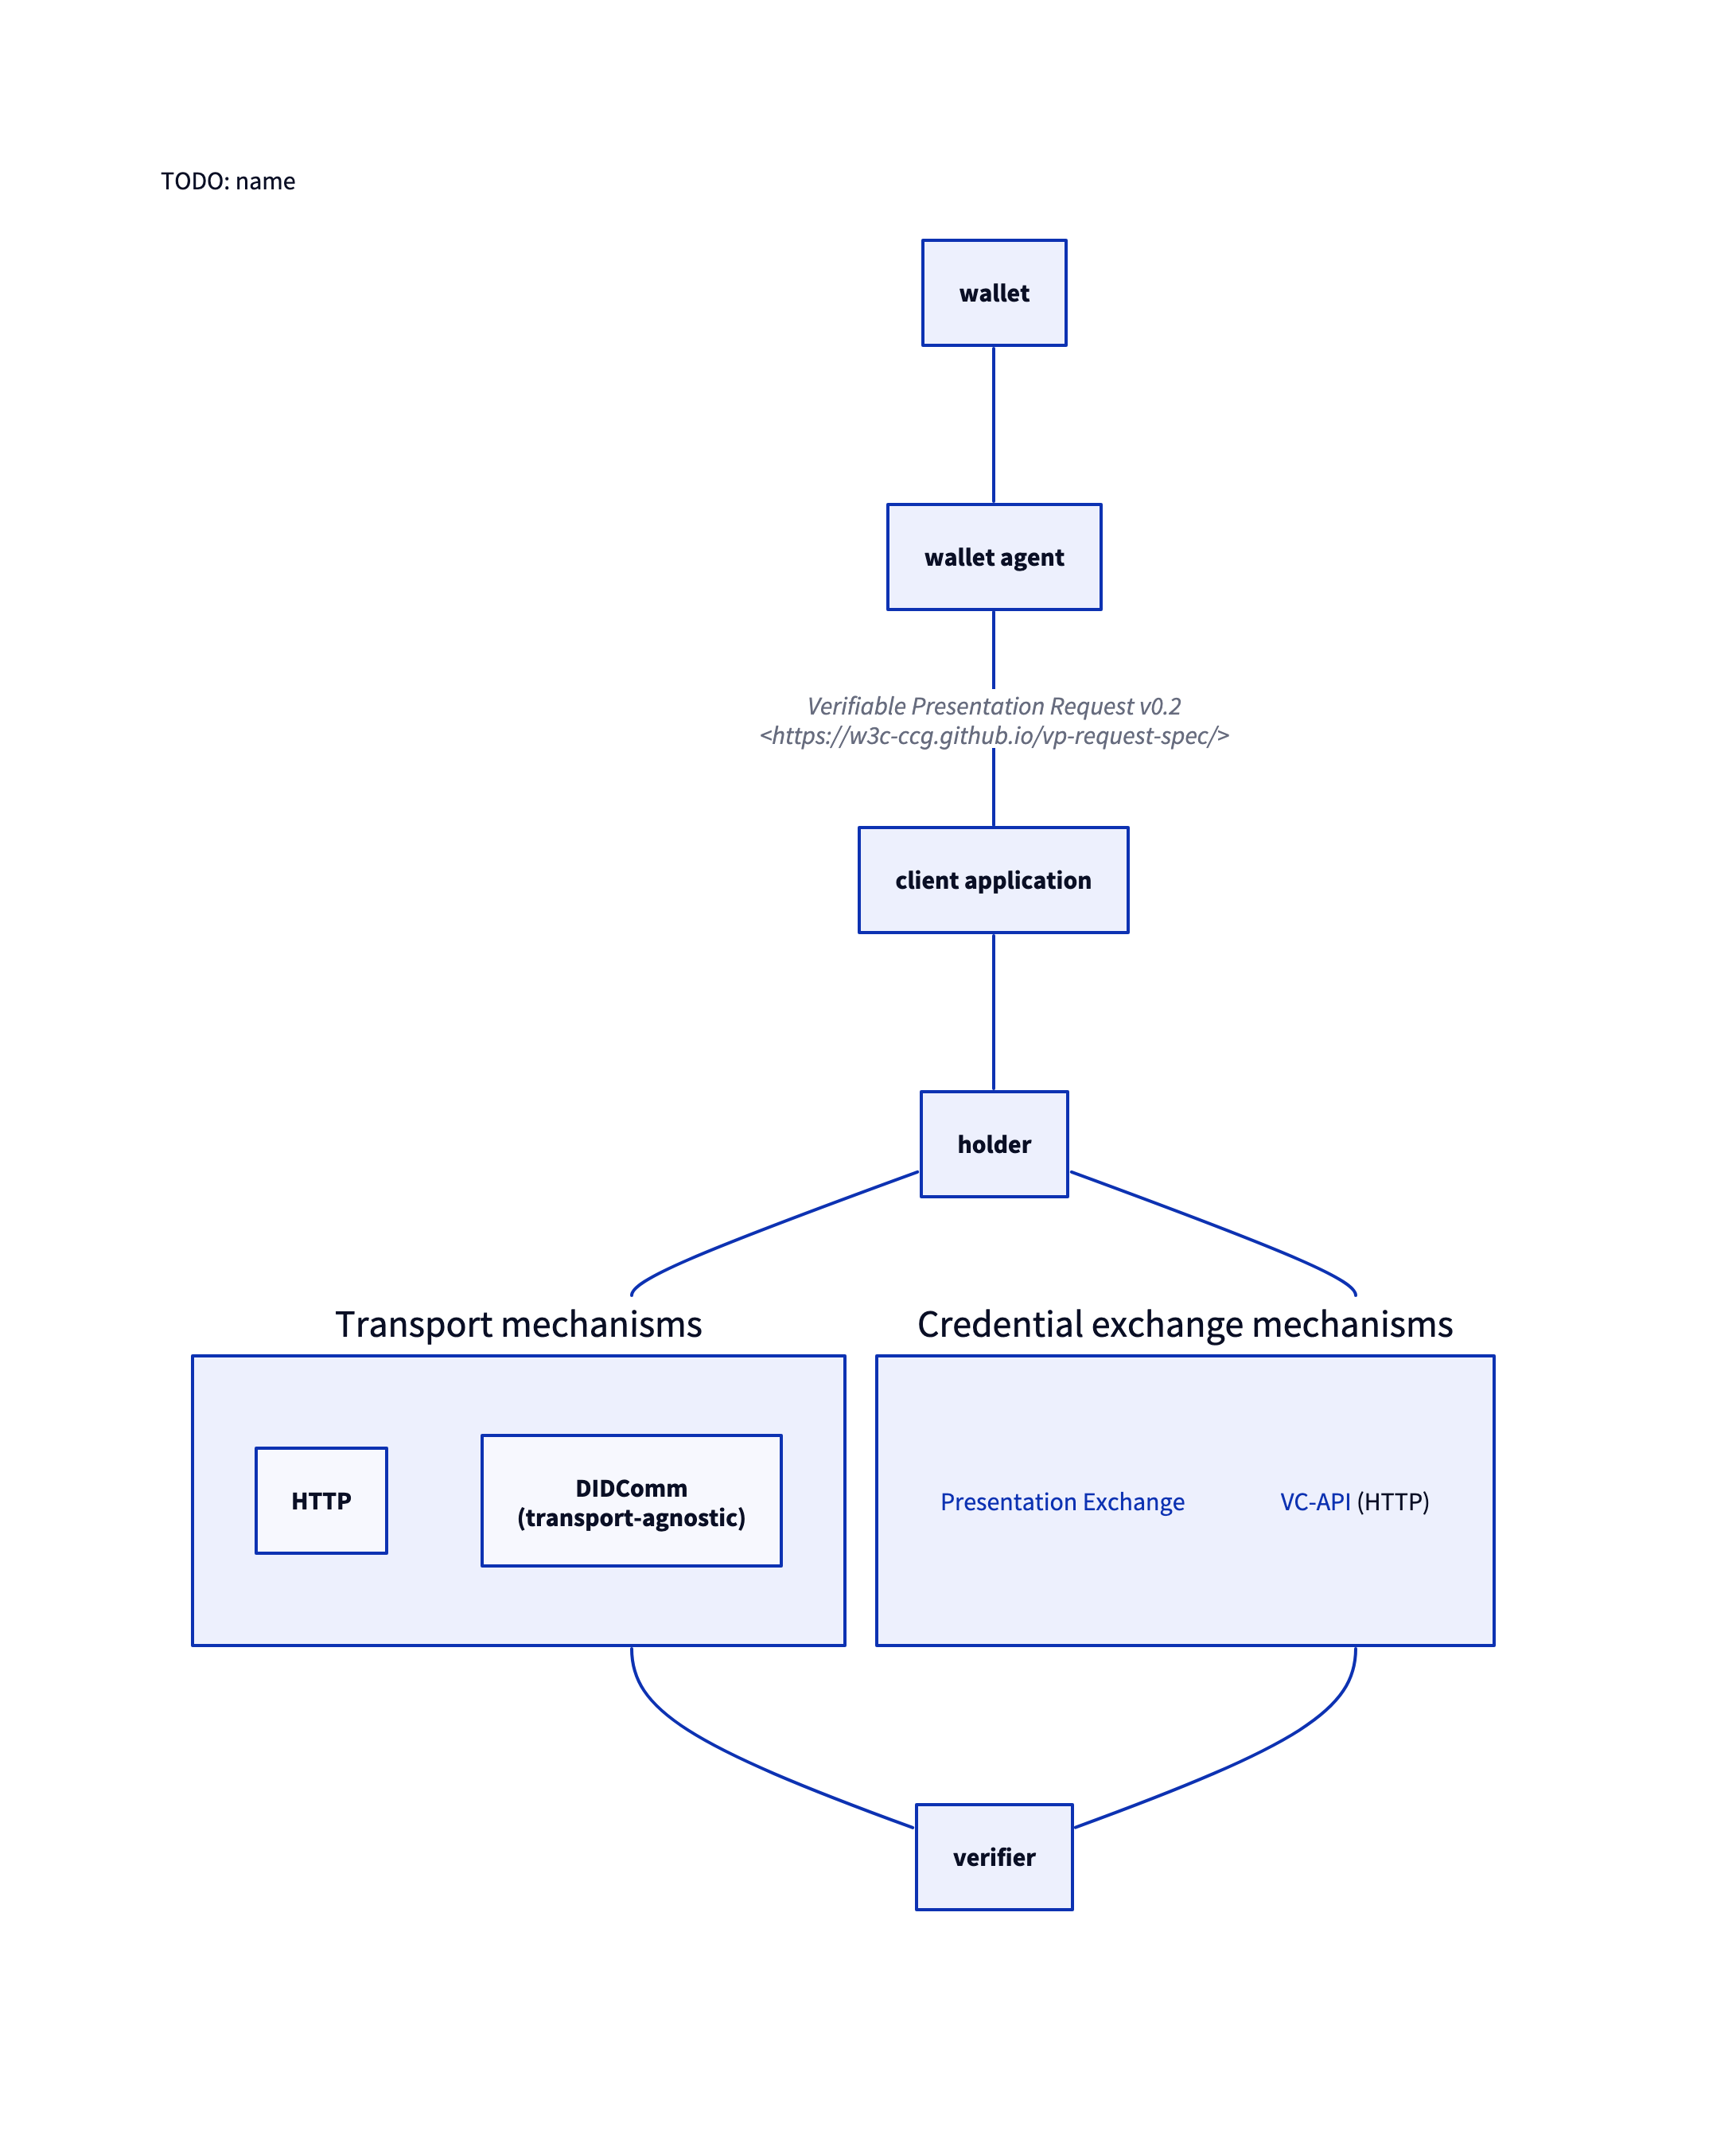 TODO: name
wallet
wallet agent
Verifiable Presentation Request v0.2
<https://w3c-ccg.github.io/vp-request-spec/>
client application
holder
Transport mechanisms
Credential exchange mechanisms
HTTP
DIDComm
(transport-agnostic)
Presentation Exchange
VC-API (HTTP)
verifier